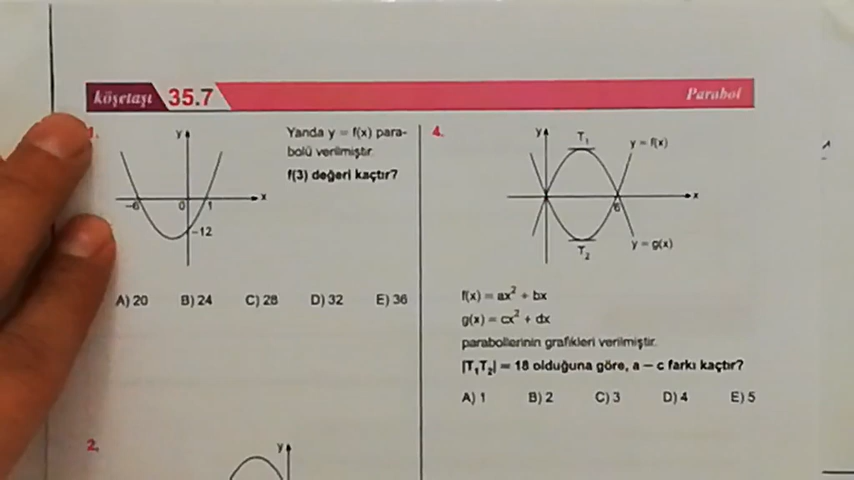 köşetaşı 35.7
Parabol
1.
y
x
-6
0
1
-12
Yanda y = f(x) para-
bolü verilmiştir.
f(3) değeri kaçtır?
A) 20 B) 24 C) 28 D) 32 E) 36
2.
y
4.
y
T₁
y = f(x)
x
6
T₂
y = g(x)
f(x) = ax² + bx
g(x) = cx² + dx
parabollerinin grafikleri verilmiştir.
|T₁T₂| = 18 olduğuna göre, a – c farkı kaçtır?
A) 1 B) 2 C) 3 D) 4 E) 5